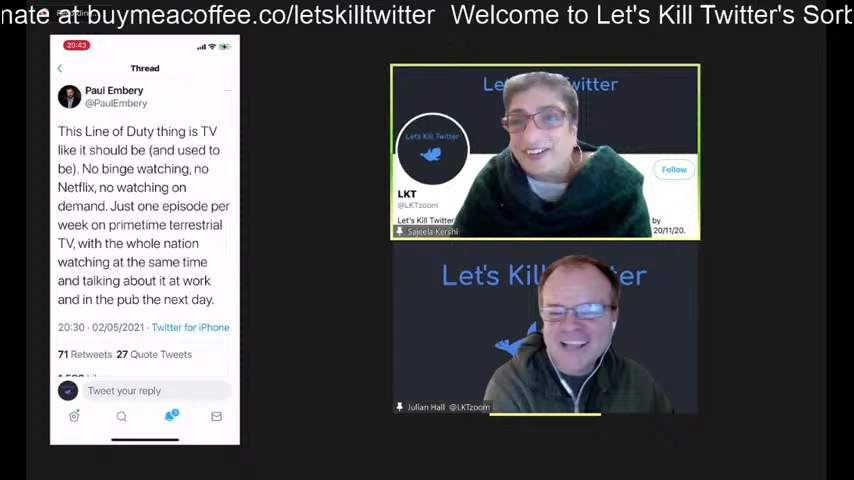 nate at buymeacoffee.co/letskilltwitter Welcome to Let's Kill Twitter's Sorb
20:43
Thread
Paul Embery
@PaulEmbery
This Line of Duty thing is TV
like it should be (and used to
be). No binge watching, no
Netflix, no watching on
demand. Just one episode per
week on primetime terrestrial
TV, with the whole nation
watching at the same time
and talking about it at work
and in the pub the next day.
20:30 · 02/05/2021 · Twitter for iPhone
71 Retweets 27 Quote Tweets
Tweet your reply
Let's Kill Twitter
Follow
LKT
@LKTzoom
Let's Kill Twitter by
20/11/20.
Sajeela Kershi
Let's Kill Twitter
Julian Hall @LKTzoom